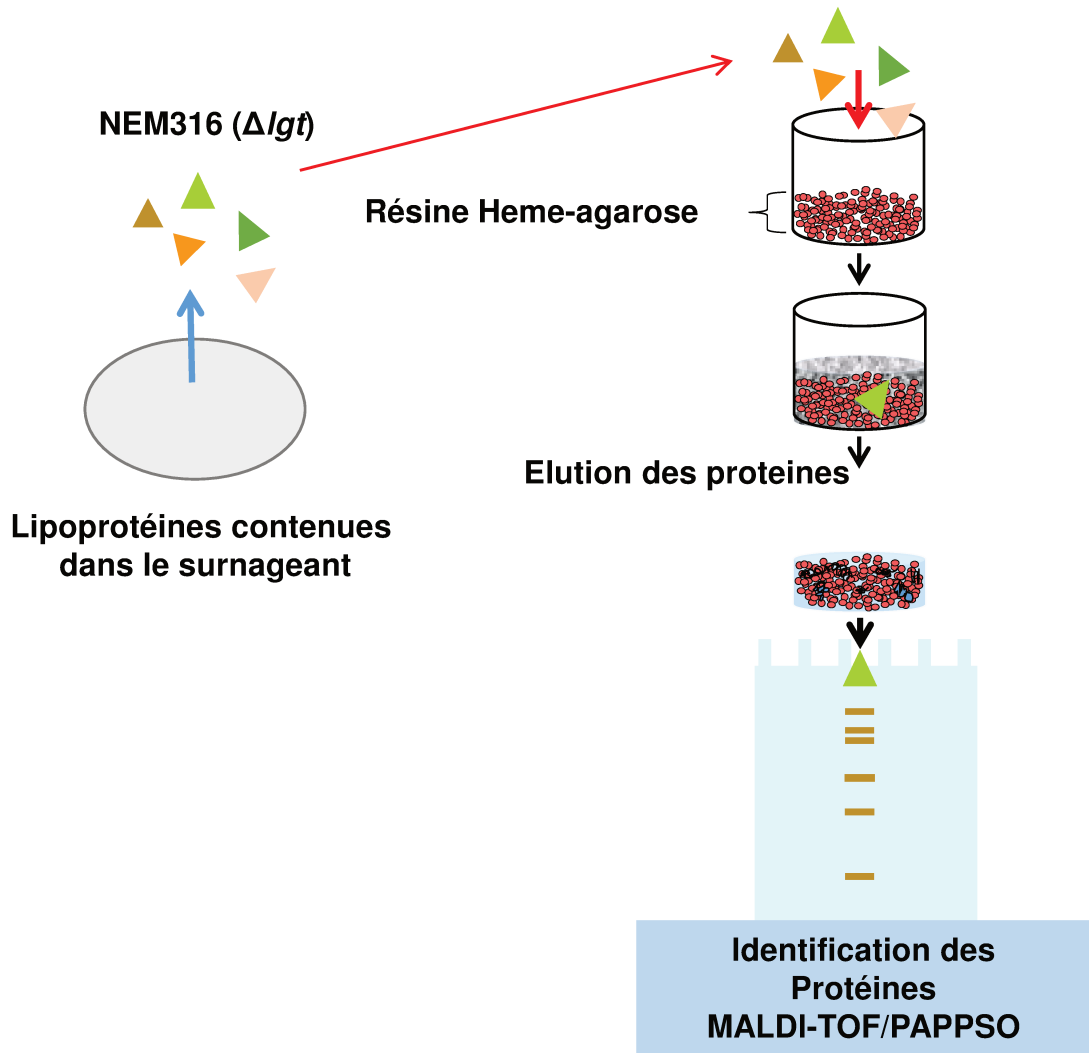 NEM316 (Δlgt)
Résine Heme-agarose
Elution des proteines
Lipoprotéines contenues
dans le surnageant
Identification des
Protéines
MALDI-TOF/PAPPSO